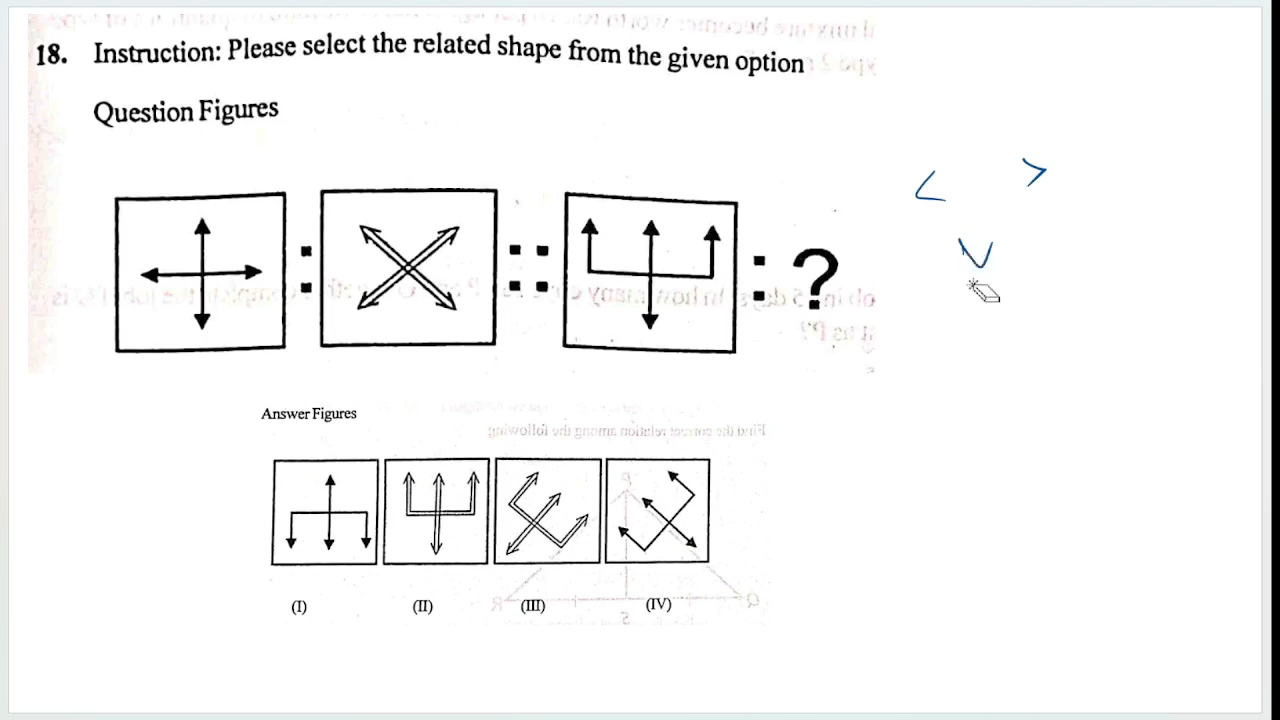 18. Instruction: Please select the related shape from the given option
Question Figures
: :: : ?
Answer Figures
(I) (II) (III) (IV)